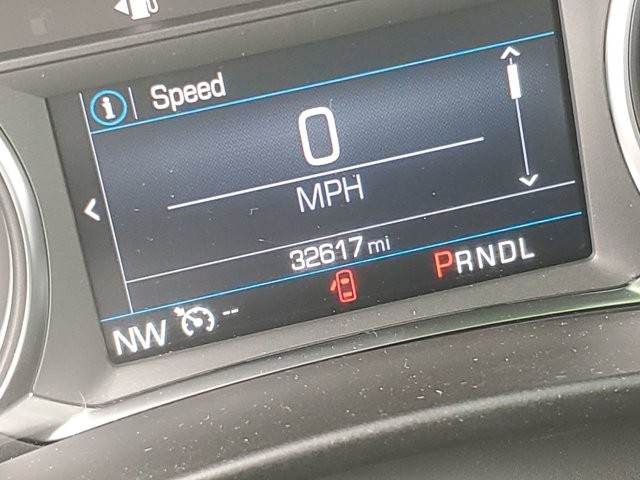 Speed
0
MPH
32617 mi
PRNDL
NW --